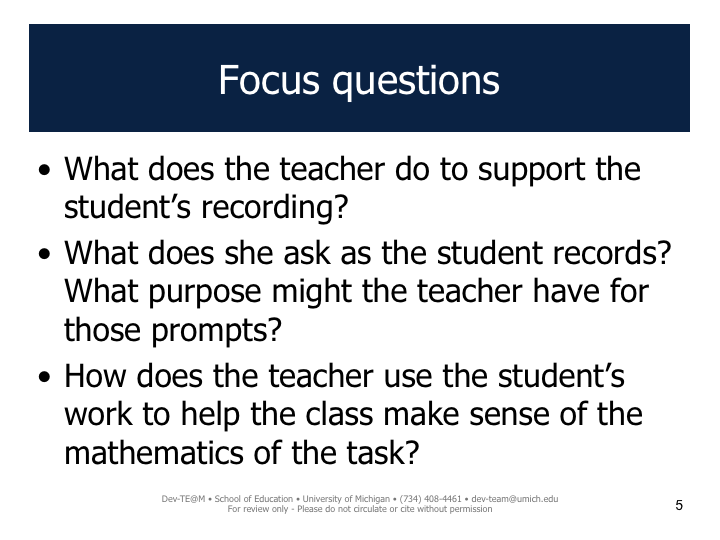 Focus questions
• What does the teacher do to support the
student’s recording?
• What does she ask as the student records?
What purpose might the teacher have for
those prompts?
• How does the teacher use the student’s
work to help the class make sense of the
mathematics of the task?
Dev-TE@M • School of Education • University of Michigan • (734) 408-4461 • dev-team@umich.edu
For review only - Please do not circulate or cite without permission
5